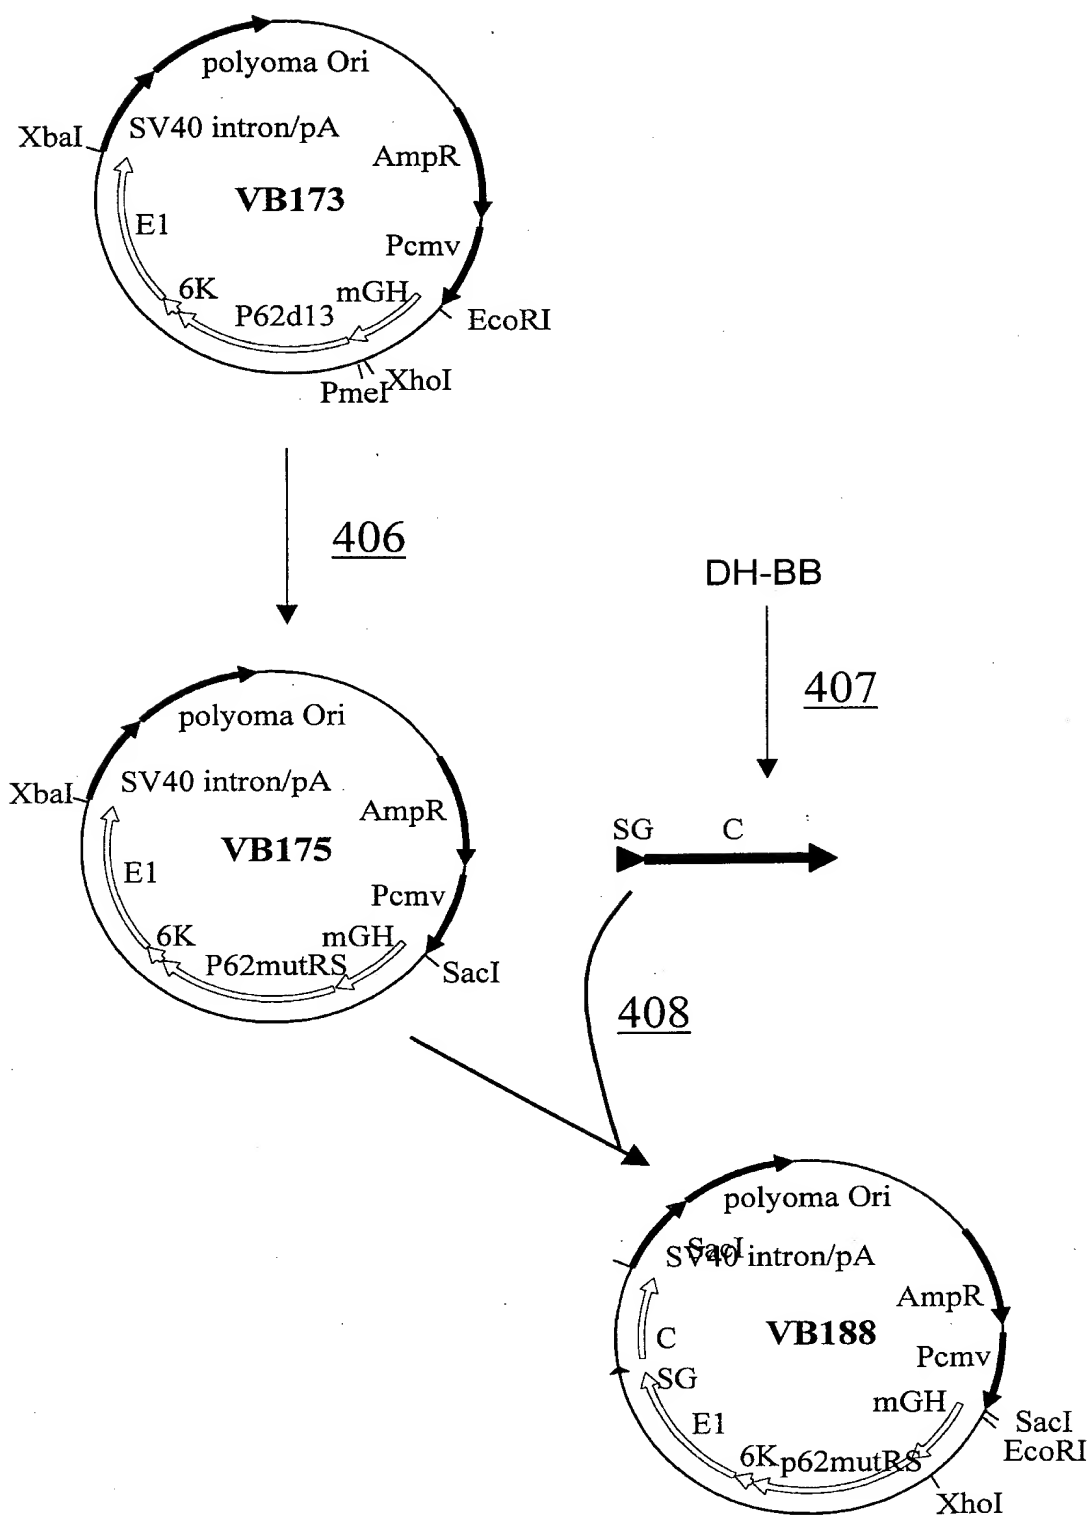 polyoma Ori
XbaI
SV40 intron/pA
AmpR
VB173
E1
Pcmv
6K
mGH
P62d13
EcoRI
PmeI
XhoI
406
DH-BB
407
polyoma Ori
XbaI
SV40 intron/pA
AmpR
VB175
E1
Pcmv
6K
mGH
P62mutRS
SacI
SG
C
408
polyoma Ori
SacI
SV40 intron/pA
AmpR
VB188
C
Pcmv
SG
mGH
E1
SacI
EcoRI
6K
p62mutRS
XhoI